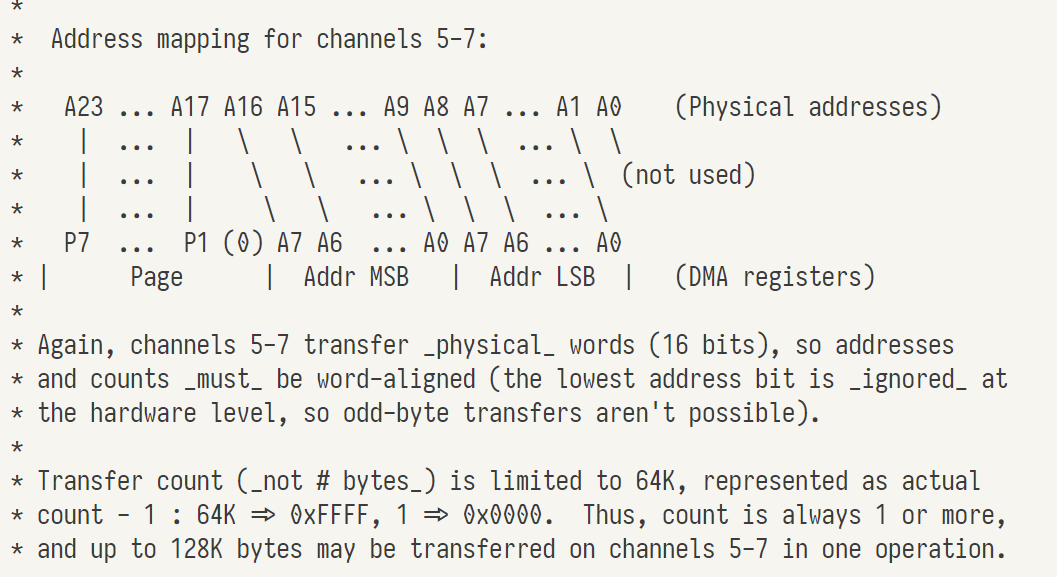 *
*  Address mapping for channels 5-7:
*
*   A23 ... A17 A16 A15 ... A9 A8 A7 ... A1 A0    (Physical addresses)
*    |  ...  |   \   \   ... \  \  \  ... \  \
*    |  ...  |    \   \   ... \  \  \  ... \  (not used)
*    |  ...  |     \   \   ... \  \  \  ... \
*   P7  ...  P1 (0) A7 A6  ... A0 A7 A6 ... A0
* |      Page      |  Addr MSB   |  Addr LSB  |   (DMA registers)
*
* Again, channels 5-7 transfer _physical_ words (16 bits), so addresses
* and counts _must_ be word-aligned (the lowest address bit is _ignored_ at
* the hardware level, so odd-byte transfers aren't possible).
*
* Transfer count (_not # bytes_) is limited to 64K, represented as actual
* count - 1 : 64K => 0xFFFF, 1 => 0x0000.  Thus, count is always 1 or more,
* and up to 128K bytes may be transferred on channels 5-7 in one operation.